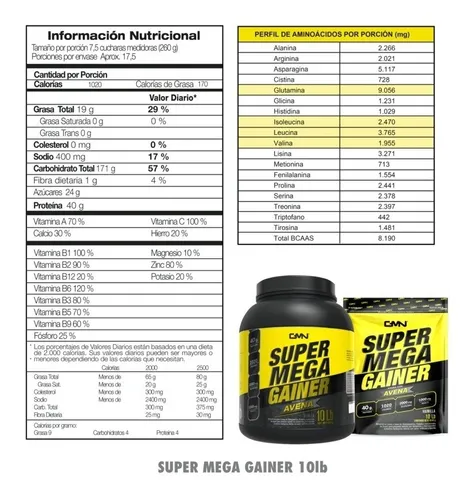 Información Nutricional
Tamaño por porción 7,5 cucharas medidoras (260 g)
Porciones por envase Aprox. 17,5
Cantidad por Porción
Calorías 1020 Calorías de Grasa 170
Valor Diario*
Grasa Total 19 g 29 %
Grasa Saturada 0 g 0 %
Grasa Trans 0 g
Colesterol 0 mg 0 %
Sodio 400 mg 17 %
Carbohidrato Total 171 g 57 %
Fibra dietaria 1 g 4 %
Azúcares 24 g
Proteína 40 g
Vitamina A 70 % Vitamina C 100 %
Calcio 30 % Hierro 20 %
Vitamina B1 100 % Magnesio 10 %
Vitamina B2 90 % Zinc 80 %
Vitamina B12 20 % Potasio 20 %
Vitamina B6 120 %
Vitamina B3 80 %
Vitamina B5 70 %
Vitamina B9 60 %
Fósforo 25 %
* Los porcentajes de Valores Diarios están basados en una dieta
de 2.000 calorías. Sus valores diarios pueden ser mayores o
menores dependiendo de las calorías que necesitan.
Calorías 2000 2500
Grasa Total Menos de 65 g 80 g
Grasa Sat. Menos de 20 g 25 g
Colesterol Menos de 300 mg 300 mg
Sodio Menos de 2400 mg 2400 mg
Carb. Total 300 mg 375 mg
Fibra Dietaria 25 mg 30 mg
Calorías por gramo:
Grasa 9 Carbohidratos 4 Proteína 4
PERFIL DE AMINOÁCIDOS POR PORCIÓN (mg)
Alanina 2.266
Arginina 2.021
Asparagina 5.117
Cistina 728
Glutamina 9.056
Glicina 1.231
Histidina 1.029
Isoleucina 2.470
Leucina 3.765
Valina 1.955
Lisina 3.271
Metionina 713
Fenilalanina 1.554
Prolina 2.441
Serina 2.378
Treonina 2.397
Triptofano 442
Tirosina 1.481
Total BCAAS 8.190
GMN
SUPER
MEGA
GAINER
AVENA
10 Lb
GMN
SUPER
MEGA
GAINER
AVENA
40g
1020
SUPER MEGA GAINER 10lb